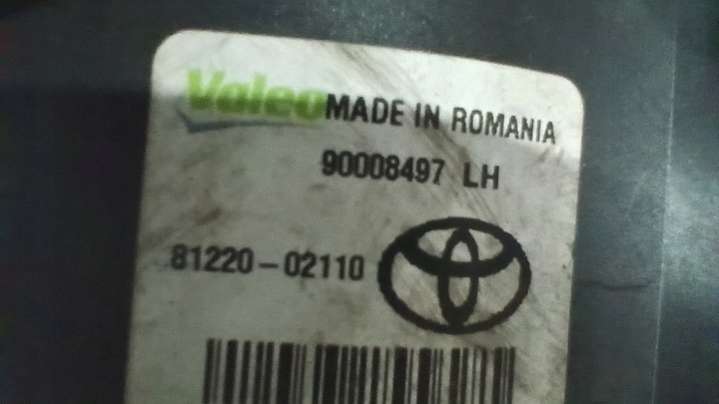 Valeo MADE IN ROMANIA
90008497 LH
81220-02110